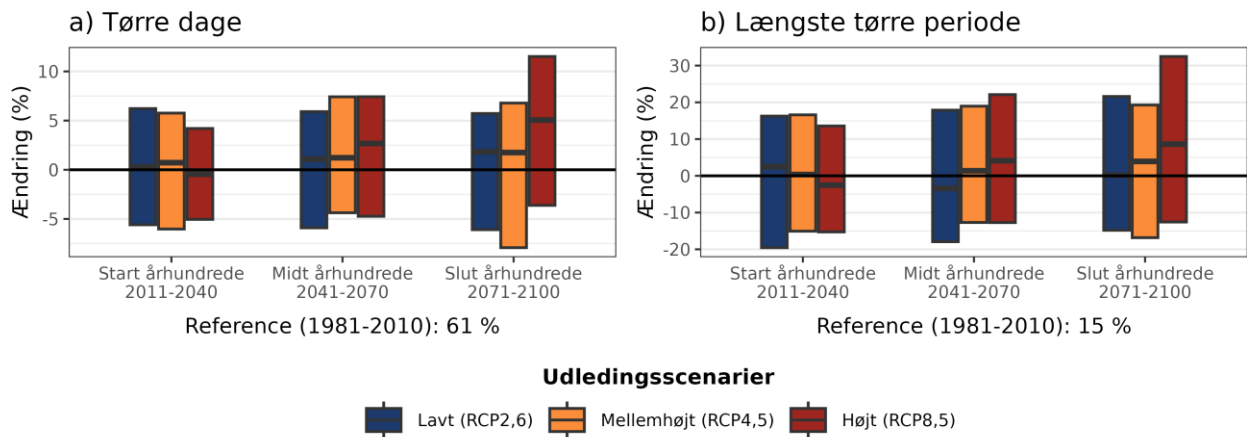 a) Tørre dage
Ændring (%)
10
5
0
-5
Start århundrede
2011-2040
Midt århundrede
2041-2070
Slut århundrede
2071-2100
Reference (1981-2010): 61 %
b) Længste tørre periode
Ændring (%)
30
20
10
0
-10
-20
Start århundrede
2011-2040
Midt århundrede
2041-2070
Slut århundrede
2071-2100
Reference (1981-2010): 15 %
Udledingsscenarier
Lavt (RCP2,6)
Mellemhøjt (RCP4,5)
Højt (RCP8,5)